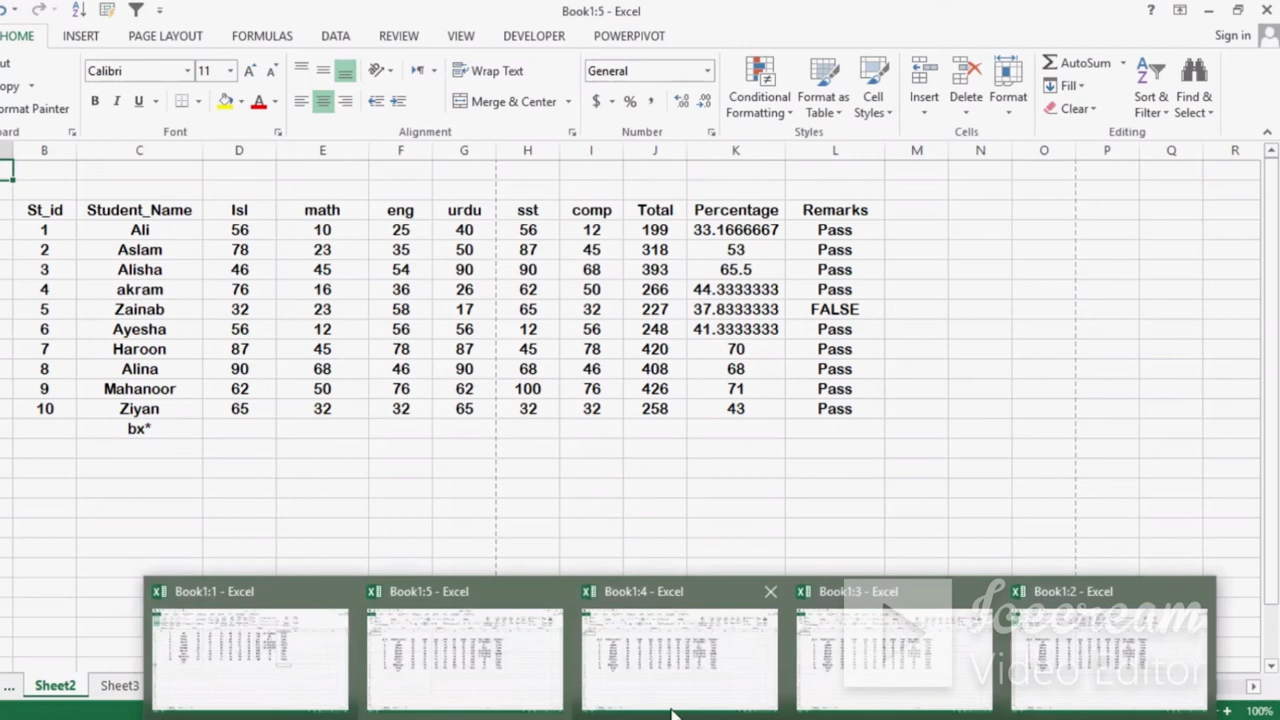 Book1:5 - Excel
HOME INSERT PAGE LAYOUT FORMULAS DATA REVIEW VIEW DEVELOPER POWERPIVOT Sign in
Calibri 11 Wrap Text General AutoSum
Fill
Clear
Format Painter B I U Merge & Center $ % , Conditional Formatting Format as Table Cell Styles Insert Delete Format Sort & Filter Find & Select
Font Alignment Number Styles Cells Editing
B C D E F G H I J K L M N O P Q R
St_id Student_Name Isl math eng urdu sst comp Total Percentage Remarks
1 Ali 56 10 25 40 56 12 199 33.1666667 Pass
2 Aslam 78 23 35 50 87 45 318 53 Pass
3 Alisha 46 45 54 90 90 68 393 65.5 Pass
4 akram 76 16 36 26 62 50 266 44.3333333 Pass
5 Zainab 32 23 58 17 65 32 227 37.8333333 FALSE
6 Ayesha 56 12 56 56 12 56 248 41.3333333 Pass
7 Haroon 87 45 78 87 45 78 420 70 Pass
8 Alina 90 68 46 90 68 46 408 68 Pass
9 Mahanoor 62 50 76 62 100 76 426 71 Pass
10 Ziyan 65 32 32 65 32 32 258 43 Pass
bx*
Book1:1 - Excel Book1:5 - Excel Book1:4 - Excel Book1:3 - Excel Book1:2 - Excel
Icecream
Video Editor
... Sheet2 Sheet3
100%